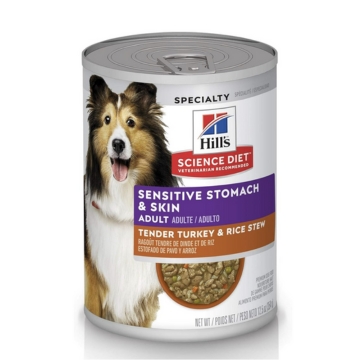 SPECIALTY
Hill's
SCIENCE DIET
VETERINARIAN RECOMMENDED
SENSITIVE STOMACH
& SKIN
ADULT ADULTE / ADULTO
TENDER TURKEY & RICE STEW
RAGOÛT TENDRE DE DINDE ET DE RIZ
ESTOFADO DE PAVO Y ARROZ
NET WT / POIDS NET / PESO NETO